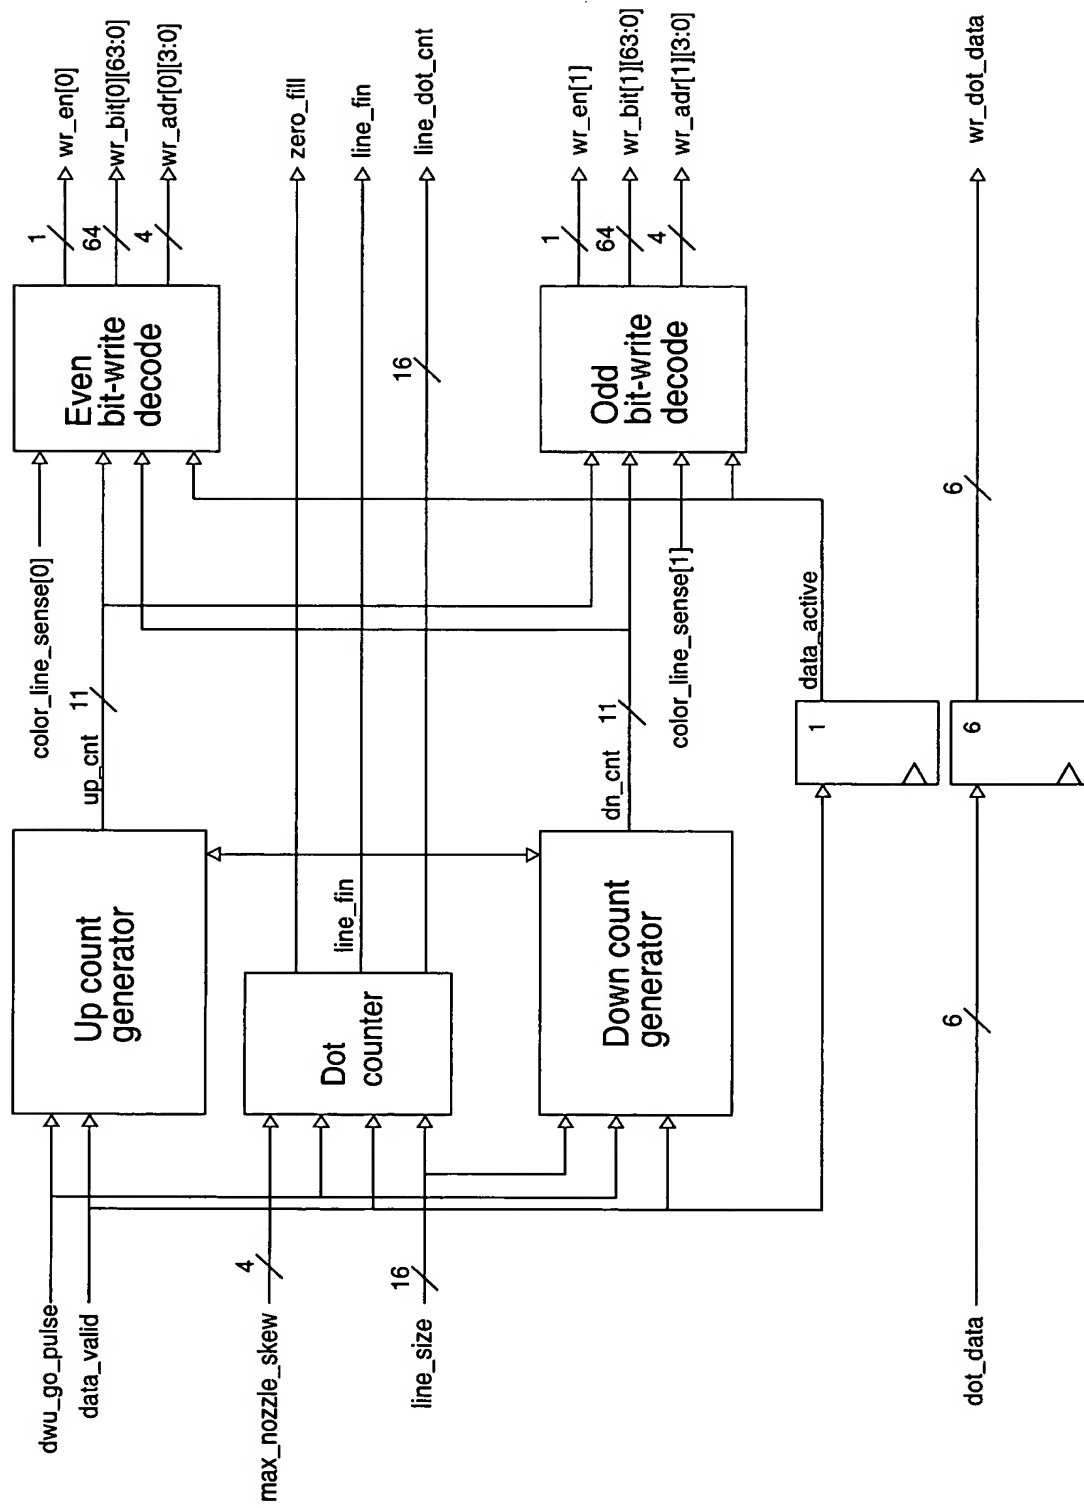 dwu_go_pulse
data_valid
max_nozzle_skew
4
line_size
16
dot_data
6
Up count
generator
Dot
counter
Down count
generator
line_fin
up_cnt
11
dn_cnt
11
color_line_sense[0]
color_line_sense[1]
1
data_active
6
6
Even
bit-write
decode
Odd
bit-write
decode
16
1
64
4
1
64
4
wr_en[0]
wr_bit[0][63:0]
wr_adr[0][3:0]
zero_fill
line_fin
line_dot_cnt
wr_en[1]
wr_bit[1][63:0]
wr_adr[1][3:0]
wr_dot_data